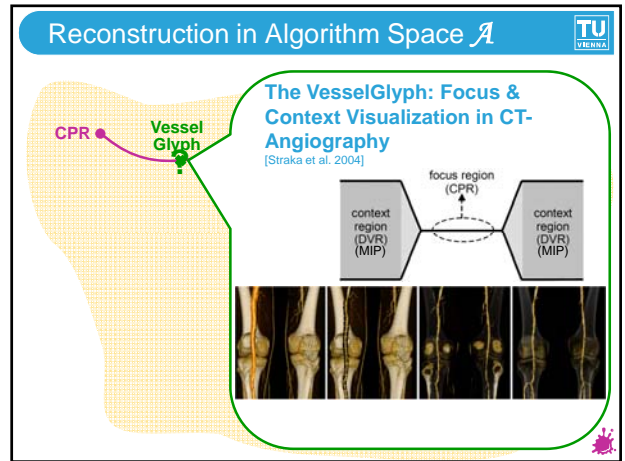 Reconstruction in Algorithm Space 𝒜
TU
VIENNA
CPR
Vessel
Glyph
?
The VesselGlyph: Focus &
Context Visualization in CT-
Angiography
[Straka et al. 2004]
focus region
(CPR)
context
region
(DVR)
(MIP)
context
region
(DVR)
(MIP)